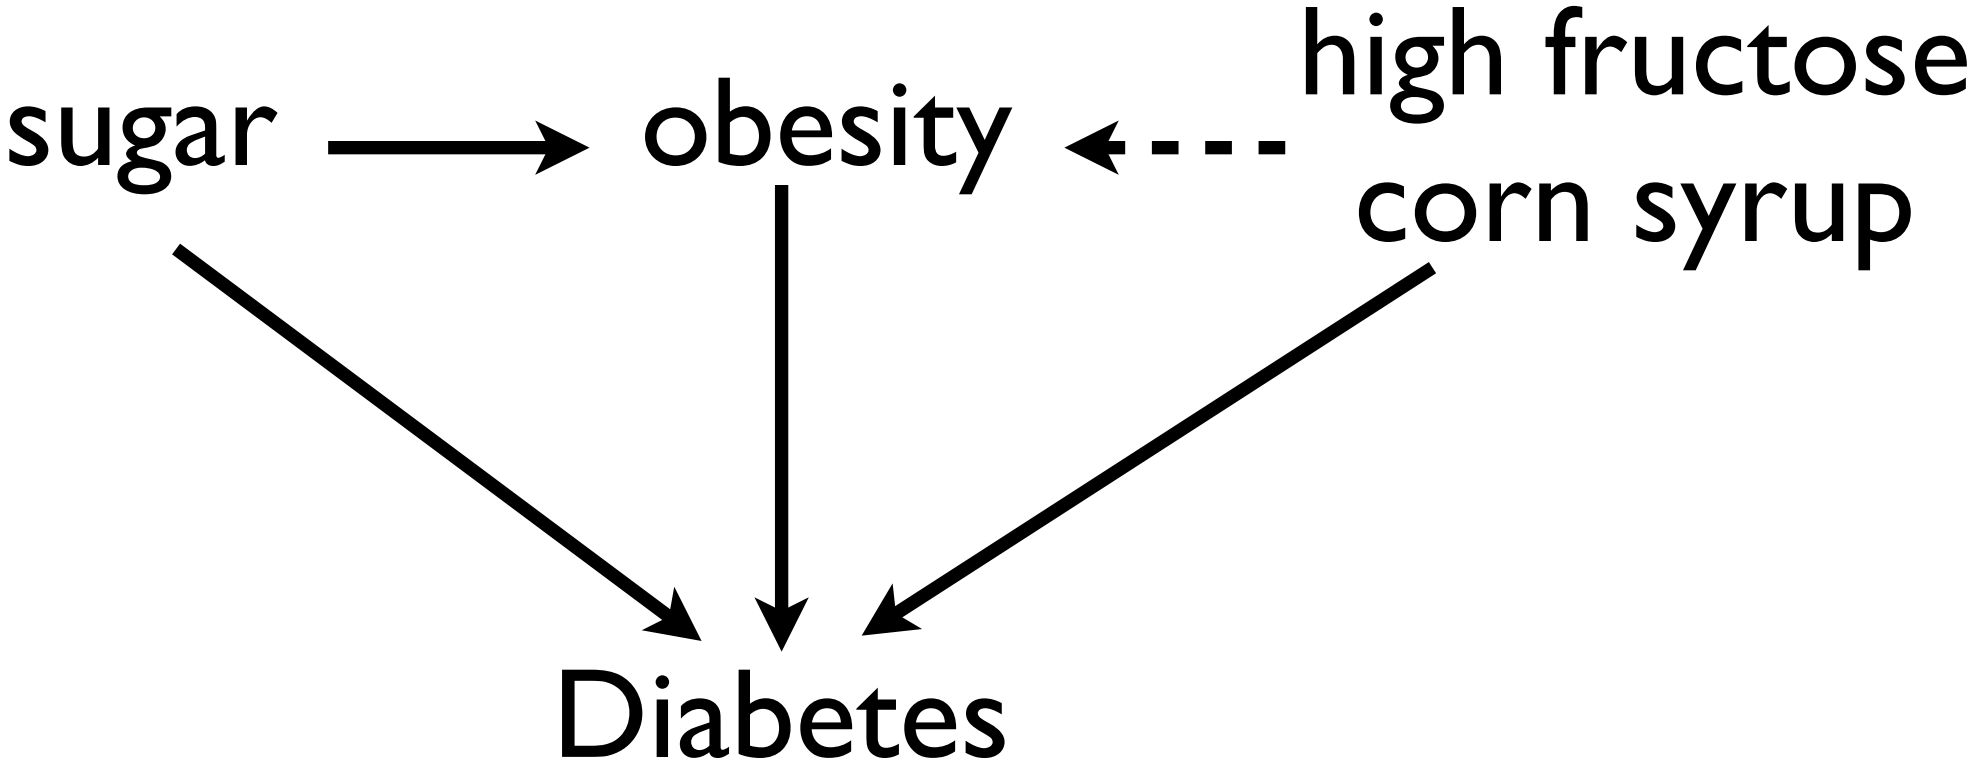 sugar
obesity
high fructose
corn syrup
Diabetes